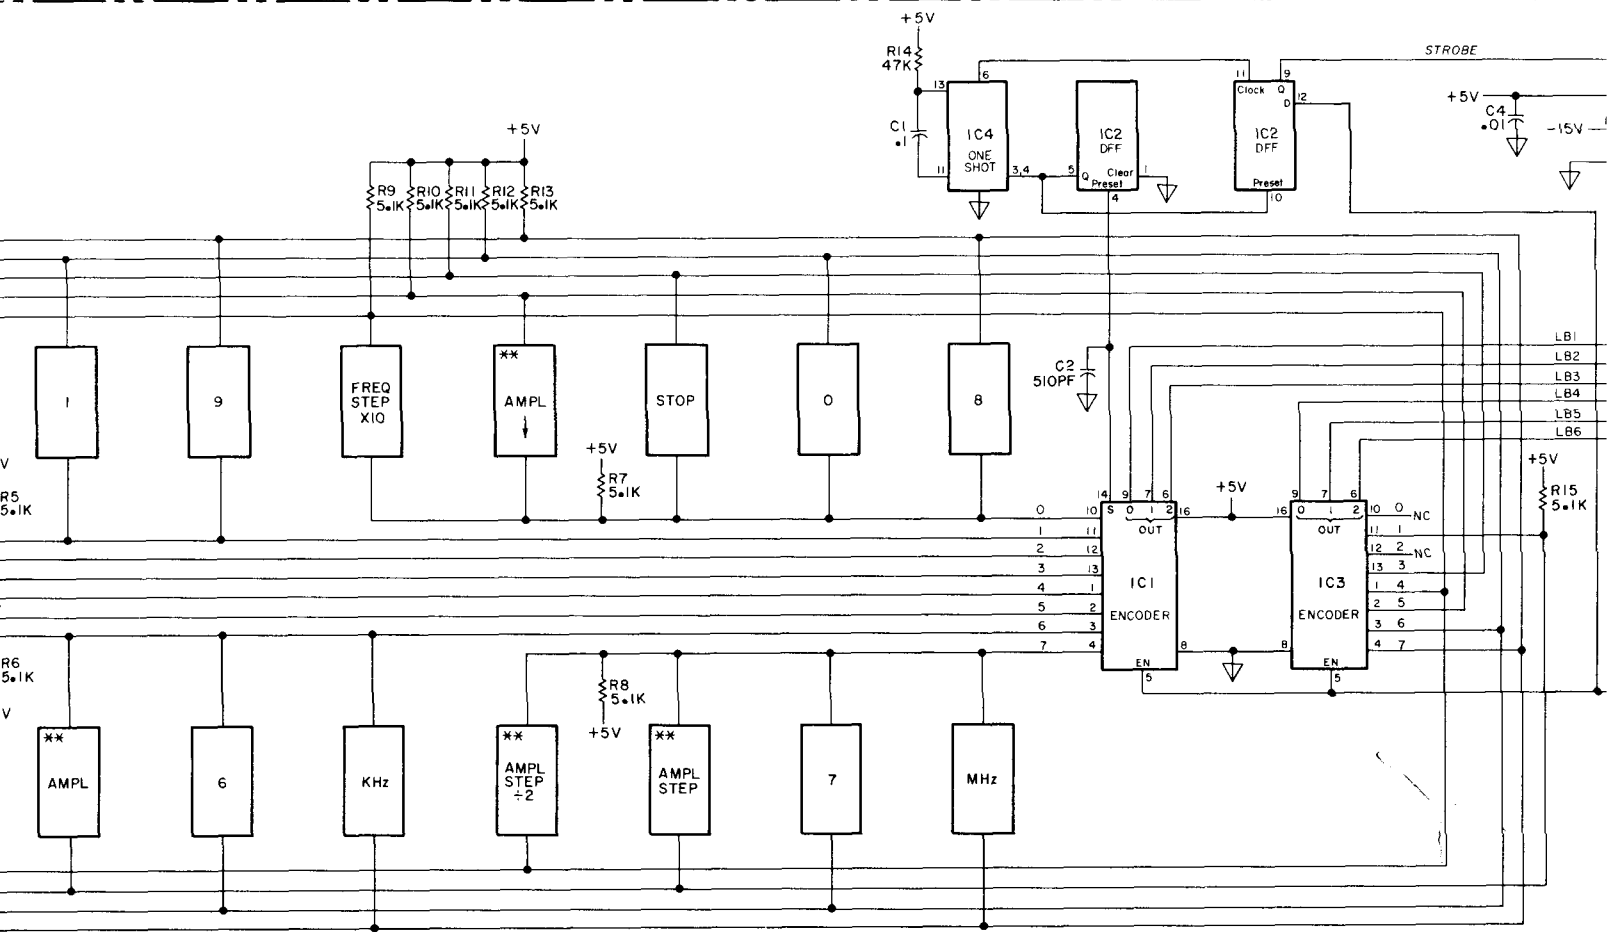 +5V
R14
47K
13
6
C1
.1
11
IC4
ONE
SHOT
3,4
5
Q
IC2
DFF
Clear
Preset
1
4
11
9
Clock
Q
D
12
IC2
DFF
Preset
10
STROBE
+5V
C4
.01
-15V
+5V
R9
5.1K
R10
5.1K
R11
5.1K
R12
5.1K
R13
5.1K
1
9
FREQ
STEP
X10
**
AMPL
↓
STOP
0
8
C2
510PF
LB1
LB2
LB3
LB4
LB5
LB6
V
R5
5.1K
+5V
R7
5.1K
+5V
+5V
R15
5.1K
0
1
2
3
4
5
6
7
10
11
12
13
1
2
3
4
14
9
7
6
S
0
1
2
OUT
16
IC1
ENCODER
8
EN
5
9
7
6
16
0
1
2
OUT
IC3
ENCODER
8
EN
5
10 0 NC
11 1
12 2 NC
13 3
1 4
2 5
3 6
4 7
R6
5.1K
V
R8
5.1K
+5V
**
AMPL
6
KHz
**
AMPL
STEP
÷2
**
AMPL
STEP
7
MHz